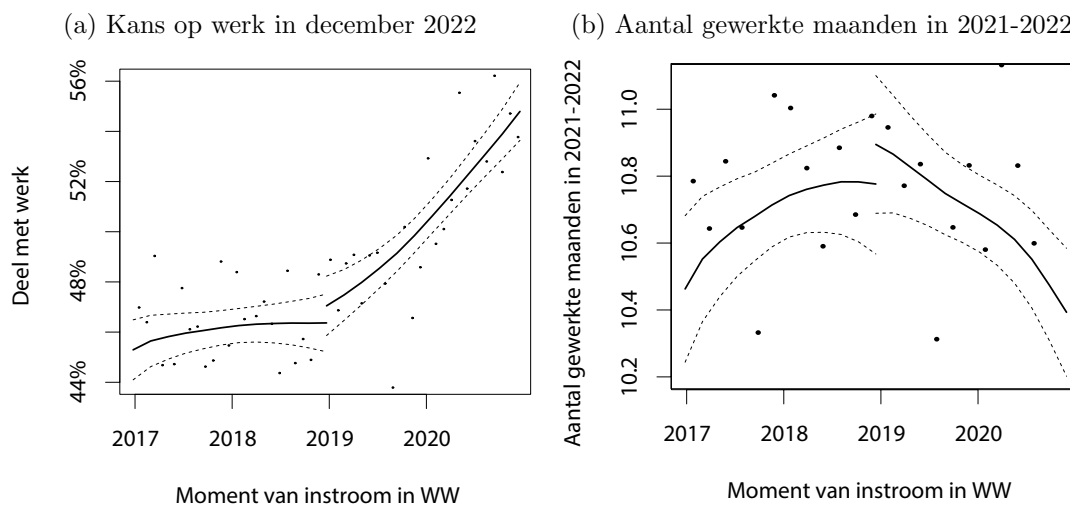 (a) Kans op werk in december 2022
Deel met werk
56%
52%
48%
44%
2017 2018 2019 2020
Moment van instroom in WW
(b) Aantal gewerkte maanden in 2021-2022
Aantal gewerkte maanden in 2021-2022
11.0
10.8
10.6
10.4
10.2
2017 2018 2019 2020
Moment van instroom in WW